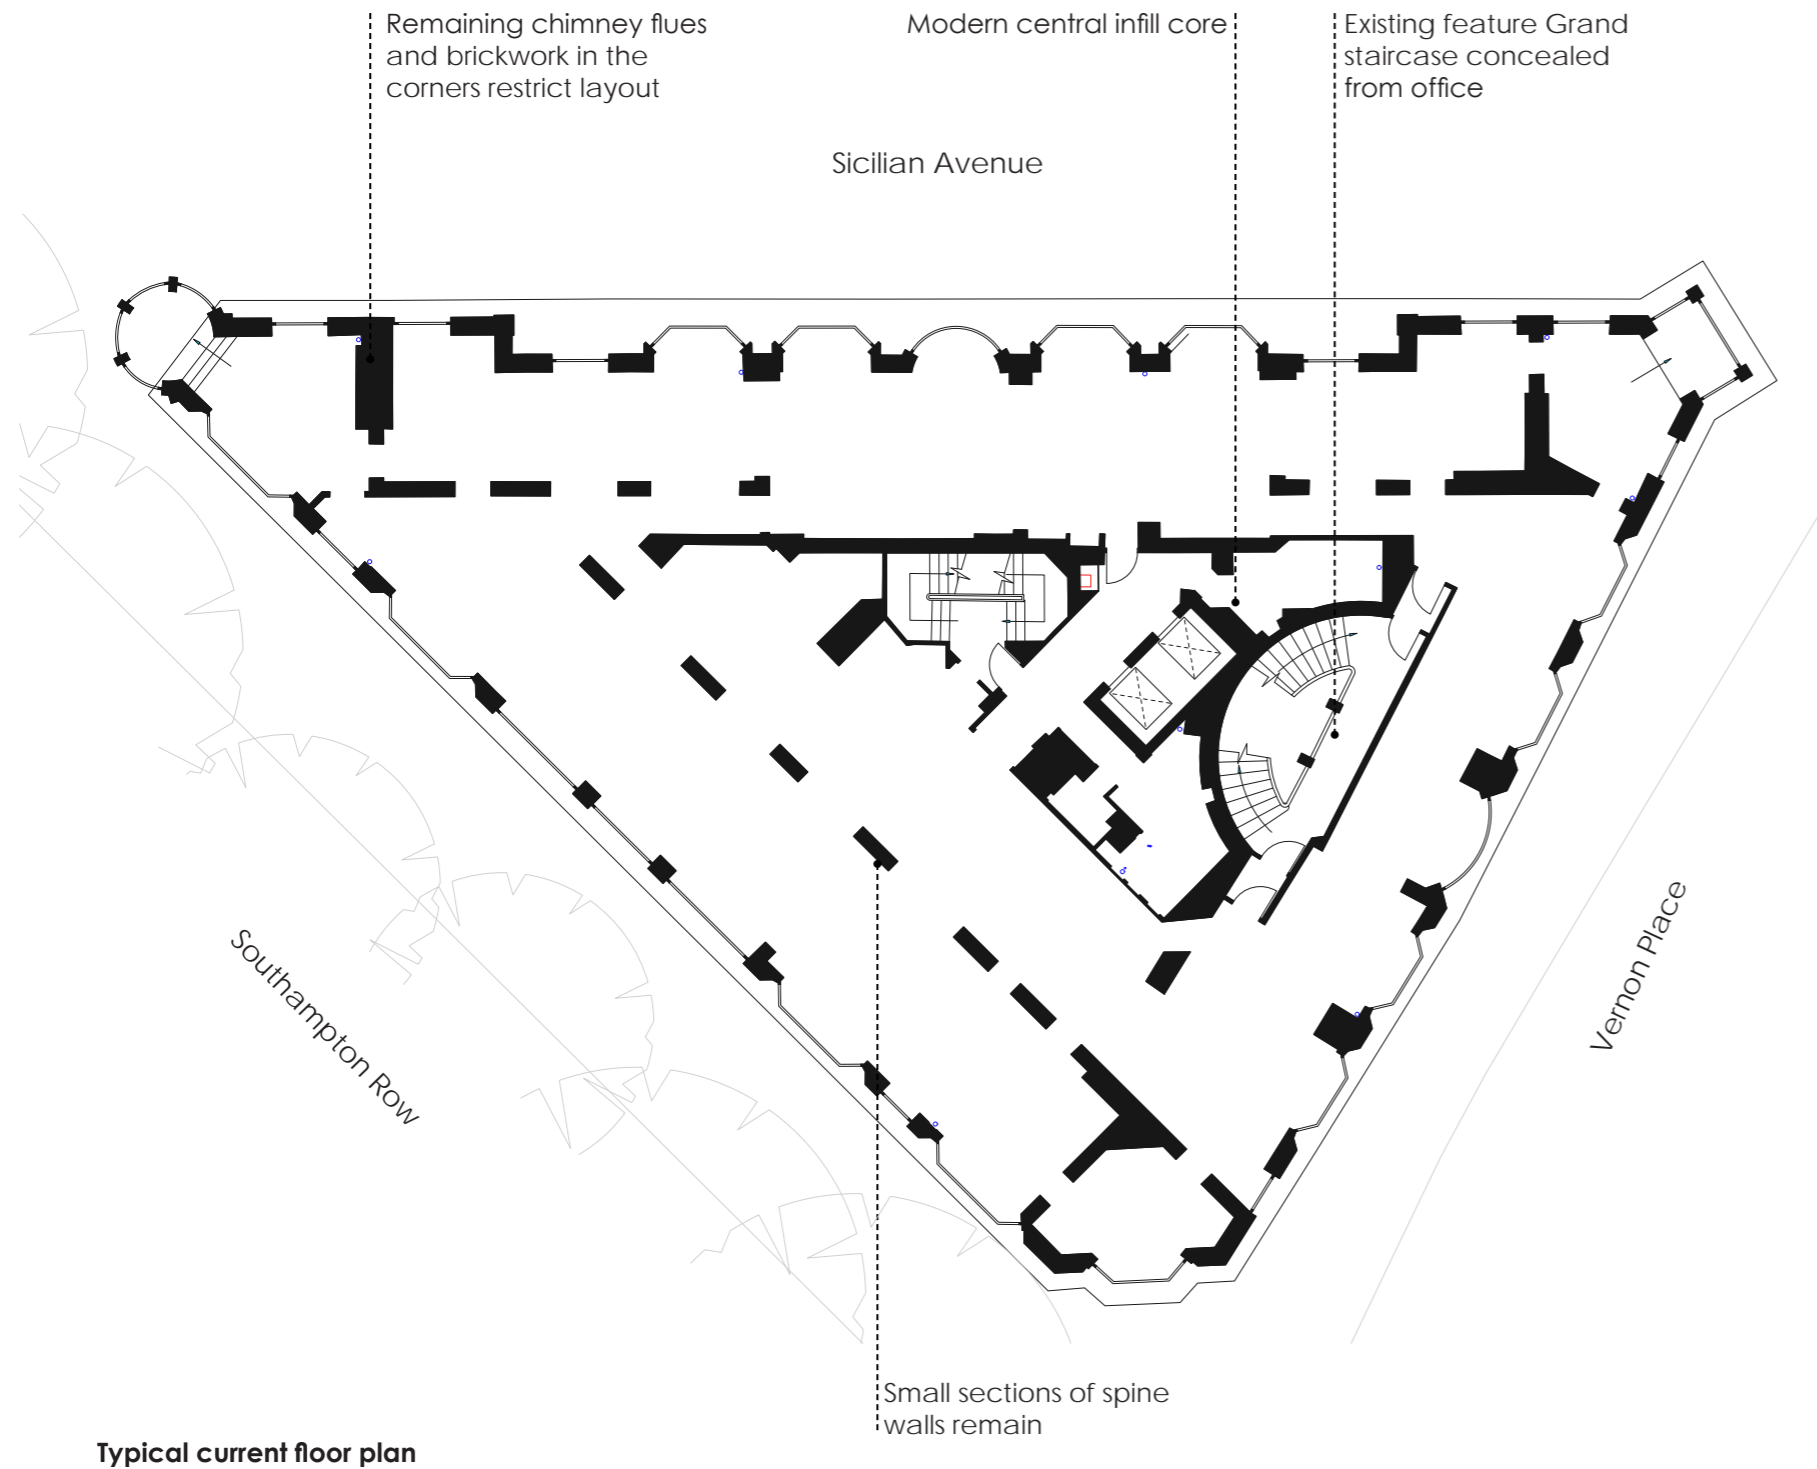 Remaining chimney flues
and brickwork in the
corners restrict layout
Modern central infill core
Existing feature Grand
staircase concealed
from office
Sicilian Avenue
Southampton Row
Vernon Place
Small sections of spine
walls remain
Typical current floor plan